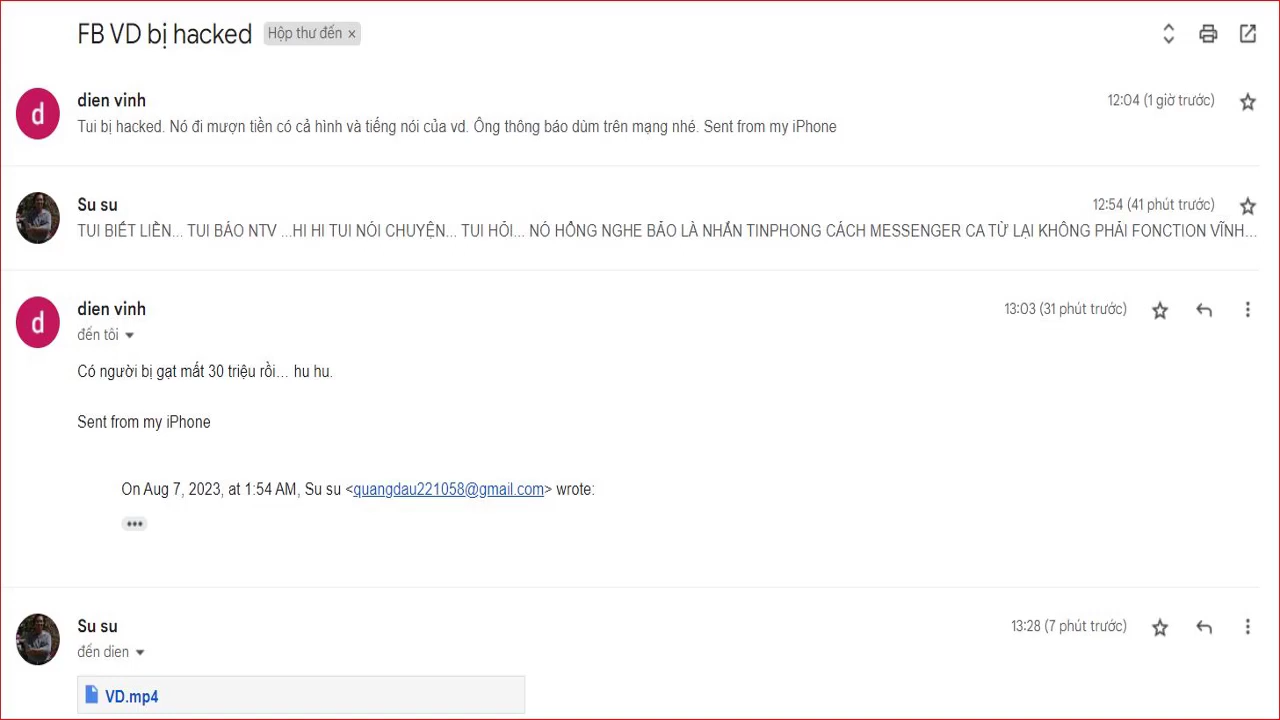 FB VD bị hacked Hộp thư đến ×
d
dien vinh 12:04 (1 giờ trước)
Tui bị hacked. Nó đi mượn tiền có cả hình và tiếng nói của vd. Ông thông báo dùm trên mạng nhé. Sent from my iPhone
Su su 12:54 (41 phút trước)
TUI BIẾT LIỀN... TUI BÁO NTV ...HI HI TUI NÓI CHUYỆN... TUI HỎI... NÓ HỔNG NGHE BẢO LÀ NHẮN TINPHONG CÁCH MESSENGER CA TỪ LẠI KHÔNG PHẢI FONCTION VĨNH...
d
dien vinh 13:03 (31 phút trước)
đến tôi
Có người bị gạt mất 30 triệu rồi... hu hu.
Sent from my iPhone
On Aug 7, 2023, at 1:54 AM, Su su <quangdau221058@gmail.com> wrote:
•••
Su su 13:28 (7 phút trước)
đến dien
VD.mp4